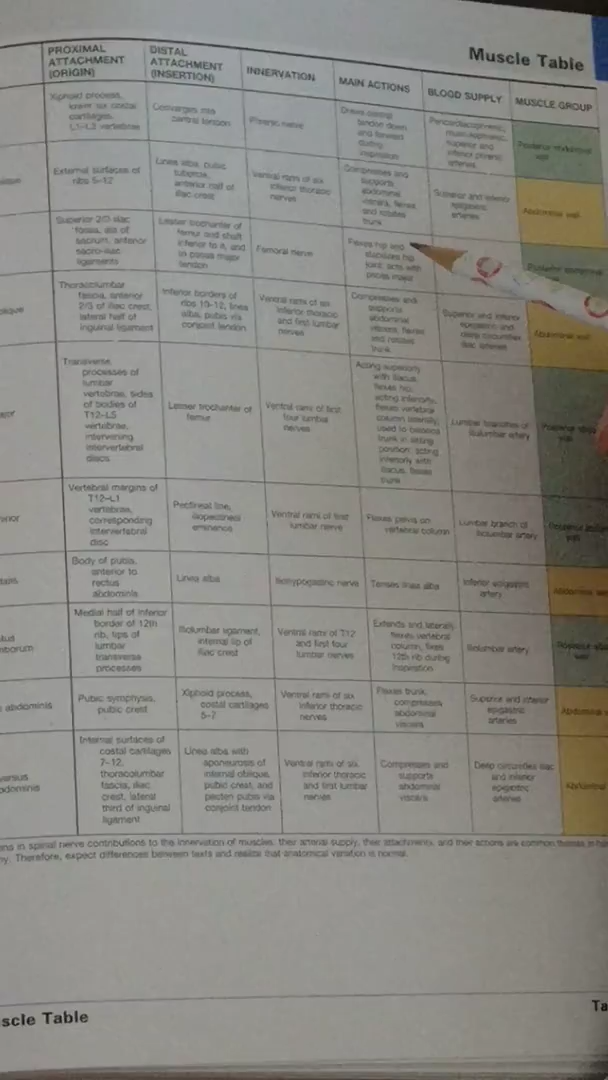 Muscle Table
PROXIMAL
ATTACHMENT
(ORIGIN)
DISTAL
ATTACHMENT
(INSERTION)
INNERVATION
MAIN ACTIONS
BLOOD SUPPLY
MUSCLE GROUP
Xiphoid process,
lower six costal
cartilages,
L1–L3 vertebrae
Converges into
central tendon
Phrenic nerve
Draws central
tendon down
and forward
during
inspiration
Pericardiacophrenic,
musculophrenic,
superior and
inferior phrenic
arteries
Posterior abdominal
wall
External surfaces of
ribs 5–12
Linea alba, pubic
tubercle,
anterior half of
iliac crest
Ventral rami of six
inferior thoracic
nerves
Compresses and
supports
abdominal
viscera, flexes
and rotates
trunk
Superior and inferior
epigastric
arteries
Abdominal wall
Superior 2/3 iliac
fossa, ala of
sacrum, anterior
sacro-iliac
ligaments
Lesser trochanter of
femur and shaft
inferior to it, and
to psoas major
tendon
Femoral nerve
Flexes hip and
stabilizes hip
joint; acts with
psoas major
Posterior abdominal
wall
oblique
Thoracolumbar
fascia, anterior
2/3 of iliac crest,
lateral half of
inguinal ligament
Inferior borders of
ribs 10–12, linea
alba, pubis via
conjoint tendon
Ventral rami of six
inferior thoracic
and first lumbar
nerves
Compresses and
supports
abdominal
viscera, flexes
and rotates
trunk
Superior and inferior
epigastric and
deep circumflex
iliac arteries
Abdominal wall
Transverse
processes of
lumbar
vertebrae, sides
of bodies of
T12–L5
vertebrae,
intervening
intervertebral
discs
Lesser trochanter of
femur
Ventral rami of first
four lumbar
nerves
Acting superiorly
with iliacus,
flexes hip;
acting inferiorly,
flexes vertebral
column laterally;
used to balance
trunk in sitting
position; acting
inferiorly with
iliacus, flexes
trunk
Lumbar branches of
iliolumbar artery
Vertebral margins of
T12–L1
vertebrae,
corresponding
intervertebral
disc
Pectineal line,
iliopectineal
eminence
Ventral rami of first
lumbar nerve
Flexes pelvis on
vertebral column
Lumbar branch of
iliolumbar artery
Body of pubis,
anterior to
rectus
abdominis
Linea alba
Iliohypogastric nerve
Tenses linea alba
Inferior epigastric
artery
Medial half of inferior
border of 12th
rib, tips of
lumbar
transverse
processes
Iliolumbar ligament,
internal lip of
iliac crest
Ventral rami of T12
and first four
lumbar nerves
Extends and laterally
flexes vertebral
column, fixes
12th rib during
inspiration
Iliolumbar artery
abdominis
Pubic symphysis,
pubic crest
Xiphoid process,
costal cartilages
5–7
Ventral rami of six
inferior thoracic
nerves
Flexes trunk,
compresses
abdominal
viscera
Superior and inferior
epigastric
arteries
Internal surfaces of
costal cartilages
7–12,
thoracolumbar
fascia, iliac
crest, lateral
third of inguinal
ligament
Linea alba with
aponeurosis of
internal oblique,
pubic crest, and
pecten pubis via
conjoint tendon
Ventral rami of six
inferior thoracic
and first lumbar
nerves
Compresses and
supports
abdominal
viscera
Deep circumflex iliac
and inferior
epigastric
arteries
in spinal nerve contributions to the innervation of muscles, their arterial supply, their attachments, and their actions are common themes in
Therefore, expect differences between texts and realize that anatomical variation is normal.
scle Table
Ta